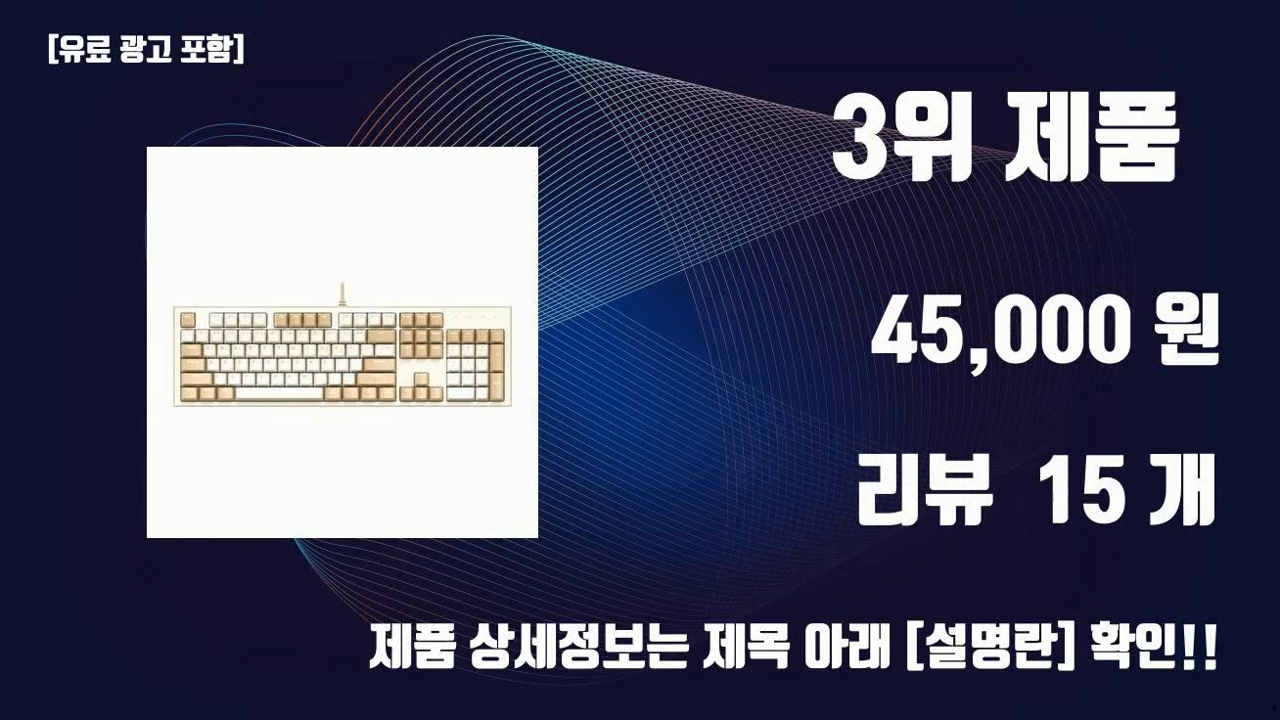 [유료 광고 포함]
3위 제품
45,000 원
리뷰 15 개
제품 상세정보는 제목 아래 [설명란] 확인!!